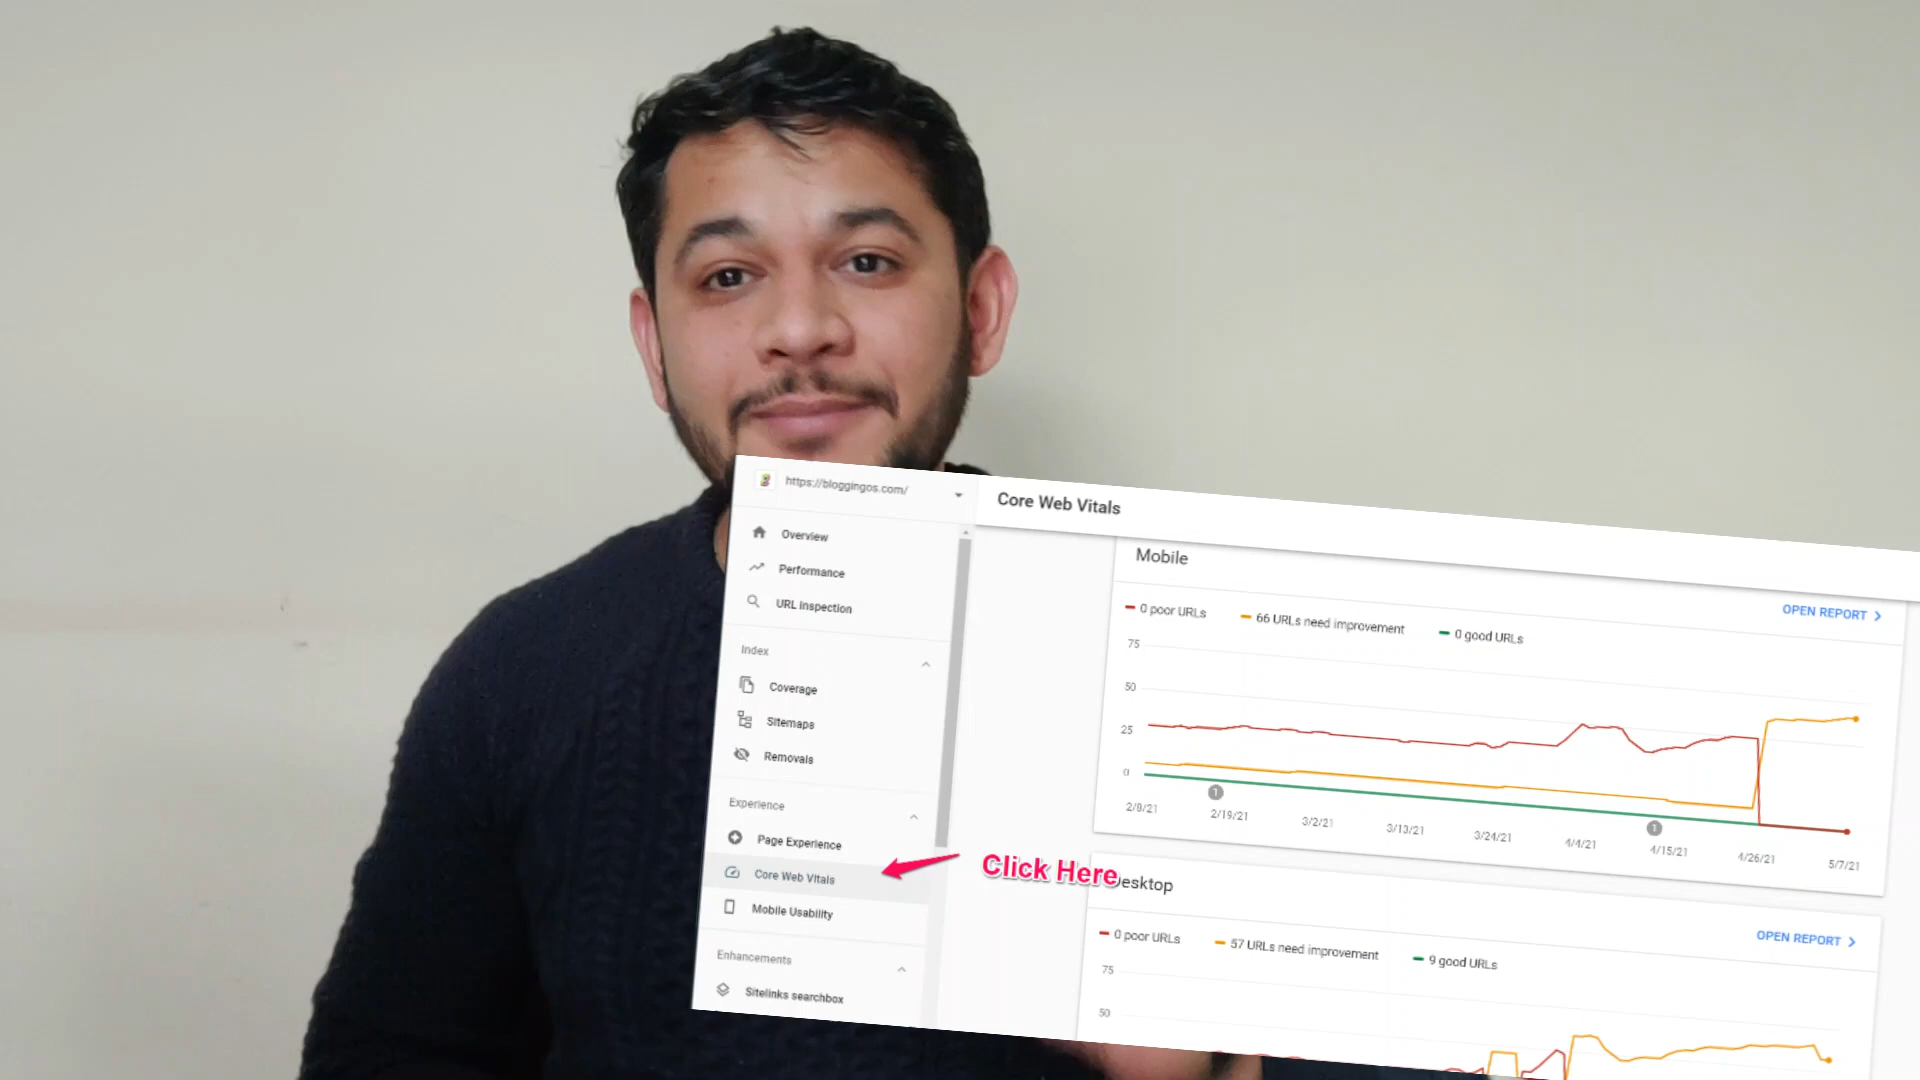 https://bloggingos.com/
Overview
Performance
URL inspection
Index
Coverage
Sitemaps
Removals
Experience
Page Experience
Core Web Vitals
Mobile Usability
Enhancements
Sitelinks searchbox
Click Here
Core Web Vitals
Mobile
OPEN REPORT
0 poor URLs 66 URLs need improvement 0 good URLs
75
50
25
0
1 1
2/8/21 2/19/21 3/2/21 3/13/21 3/24/21 4/4/21 4/15/21 4/26/21 5/7/21
Desktop
OPEN REPORT
0 poor URLs 57 URLs need improvement 9 good URLs
75
50